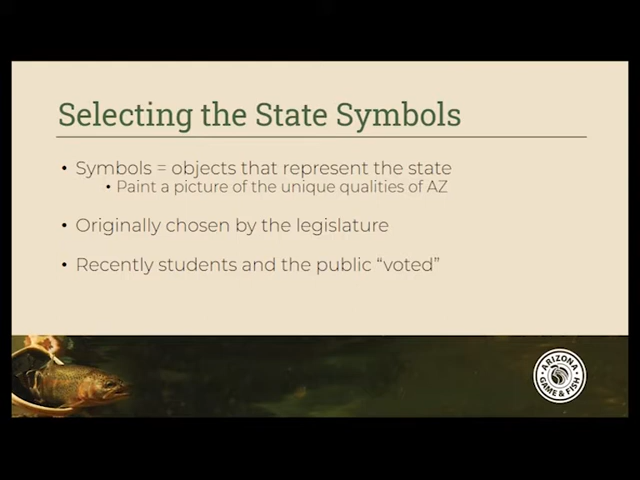 Selecting the State Symbols
• Symbols = objects that represent the state
• Paint a picture of the unique qualities of AZ
• Originally chosen by the legislature
• Recently students and the public “voted”
ARIZONA
GAME & FISH